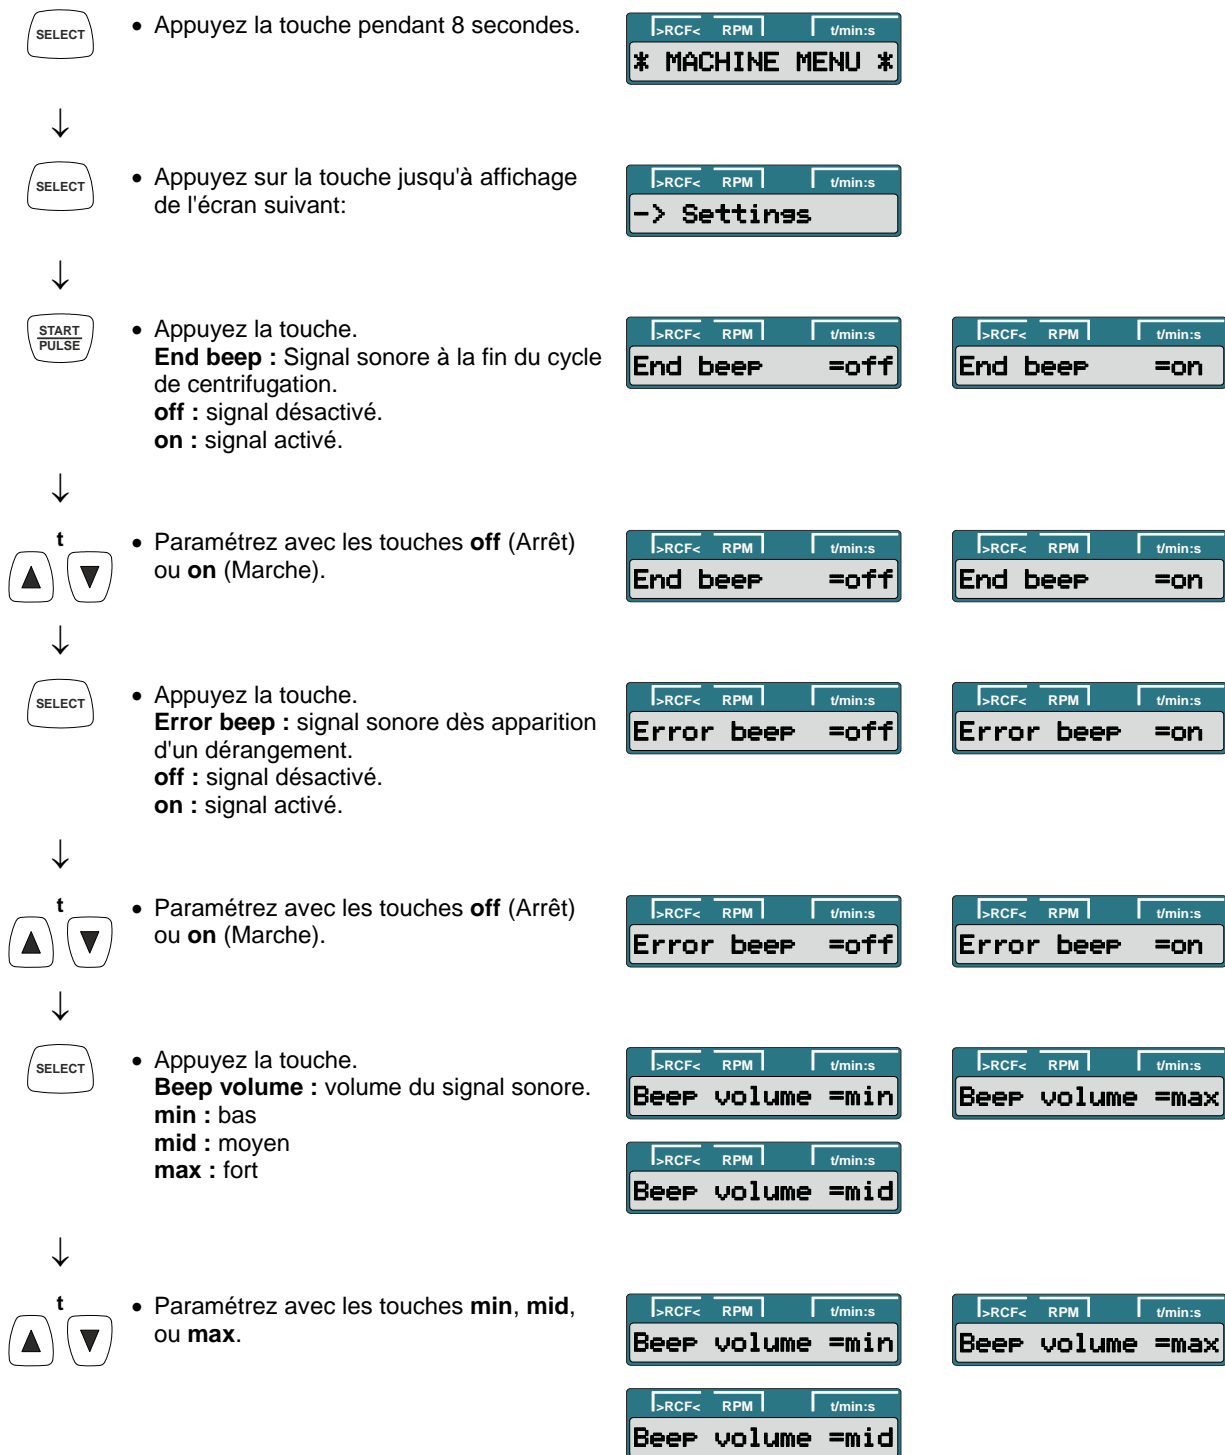 SELECT
• Appuyez la touche pendant 8 secondes.
>RCF< RPM t/min:s
* MACHINE MENU *
↓
SELECT
• Appuyez sur la touche jusqu'à affichage
de l'écran suivant:
>RCF< RPM t/min:s
-> Settings
↓
START
PULSE
• Appuyez la touche.
End beep : Signal sonore à la fin du cycle
de centrifugation.
off : signal désactivé.
on : signal activé.
>RCF< RPM t/min:s
End beep =off
>RCF< RPM t/min:s
End beep =on
↓
t
▲ ▼
• Paramétrez avec les touches off (Arrêt)
ou on (Marche).
>RCF< RPM t/min:s
End beep =off
>RCF< RPM t/min:s
End beep =on
↓
SELECT
• Appuyez la touche.
Error beep : signal sonore dès apparition
d'un dérangement.
off : signal désactivé.
on : signal activé.
>RCF< RPM t/min:s
Error beep =off
>RCF< RPM t/min:s
Error beep =on
↓
t
▲ ▼
• Paramétrez avec les touches off (Arrêt)
ou on (Marche).
>RCF< RPM t/min:s
Error beep =off
>RCF< RPM t/min:s
Error beep =on
↓
SELECT
• Appuyez la touche.
Beep volume : volume du signal sonore.
min : bas
mid : moyen
max : fort
>RCF< RPM t/min:s
Beep volume =min
>RCF< RPM t/min:s
Beep volume =max
>RCF< RPM t/min:s
Beep volume =mid
↓
t
▲ ▼
• Paramétrez avec les touches min, mid,
ou max.
>RCF< RPM t/min:s
Beep volume =min
>RCF< RPM t/min:s
Beep volume =max
>RCF< RPM t/min:s
Beep volume =mid